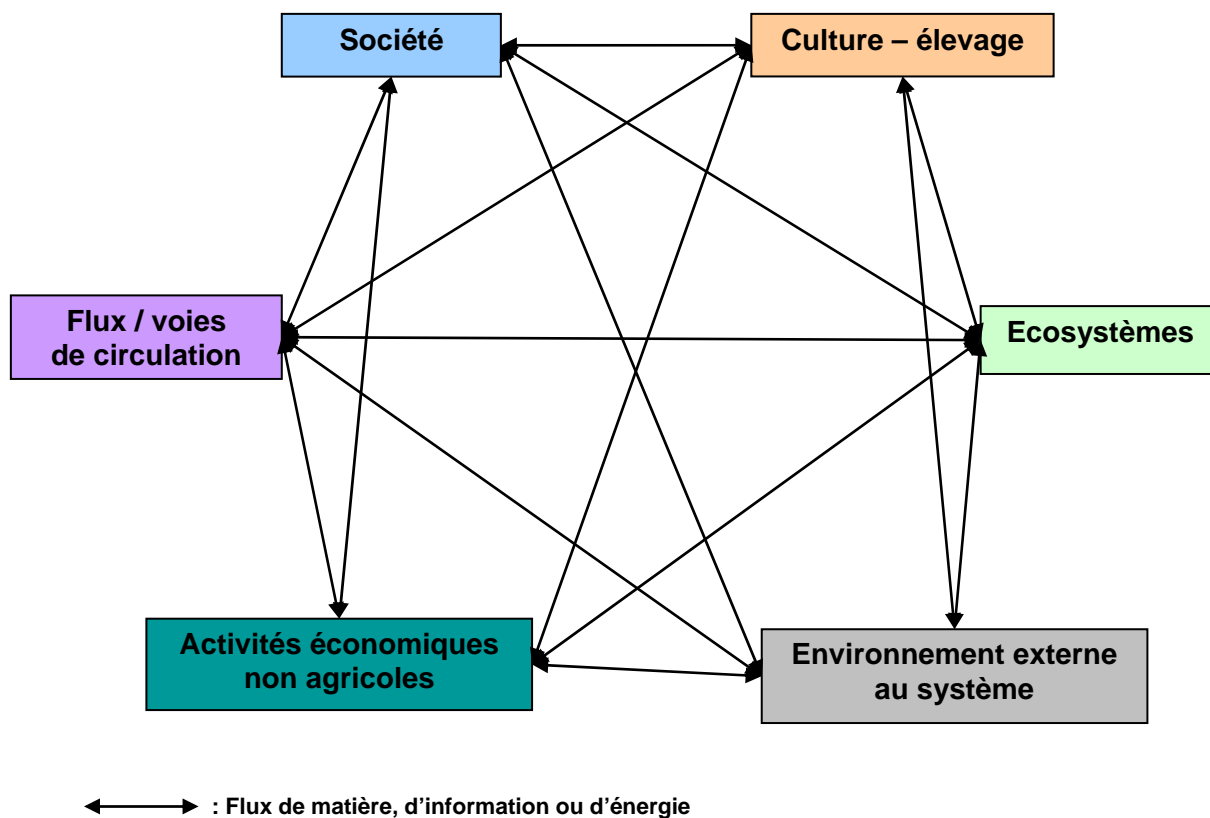 Société
Culture – élevage
Flux / voies
de circulation
Ecosystèmes
Activités économiques
non agricoles
Environnement externe
au système
: Flux de matière, d’information ou d’énergie